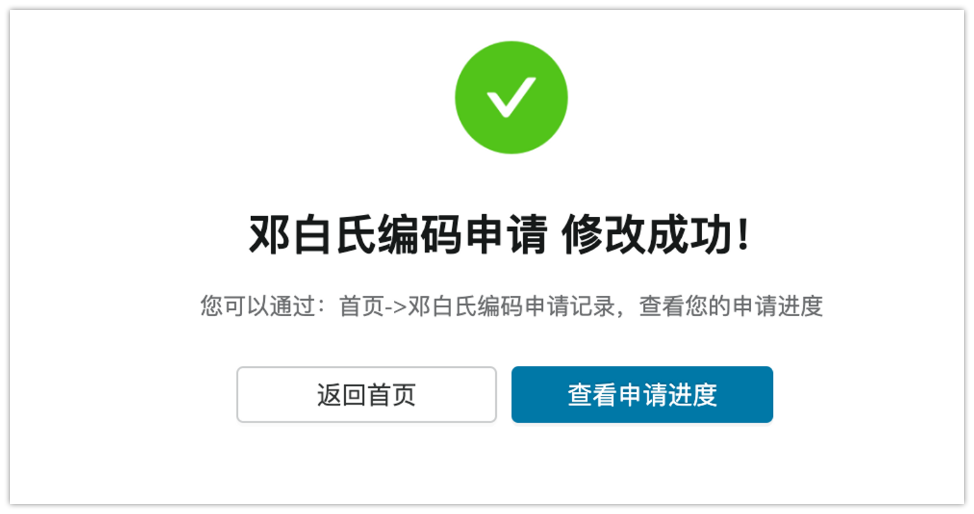 邓白氏编码申请 修改成功！
您可以通过：首页->邓白氏编码申请记录，查看您的申请进度
返回首页 查看申请进度